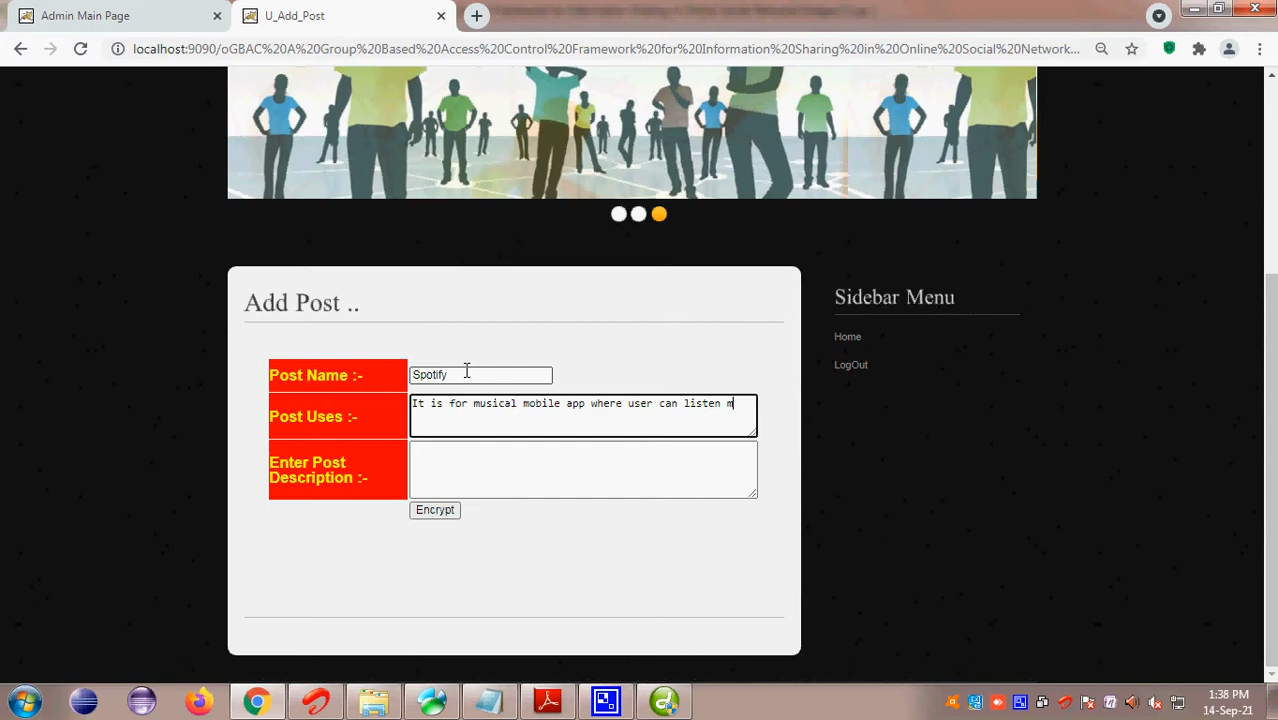 Admin Main Page
U_Add_Post
localhost:9090/oGBAC%20A%20Group%20Based%20Access%20Control%20Framework%20for%20Information%20Sharing%20in%20Online%20Social%20Network...
Add Post ..
Sidebar Menu
Home
LogOut
Post Name :-
Spotify
Post Uses :-
It is for musical mobile app where user can listen m
Enter Post
Description :-
Encrypt
1:38 PM
14-Sep-21